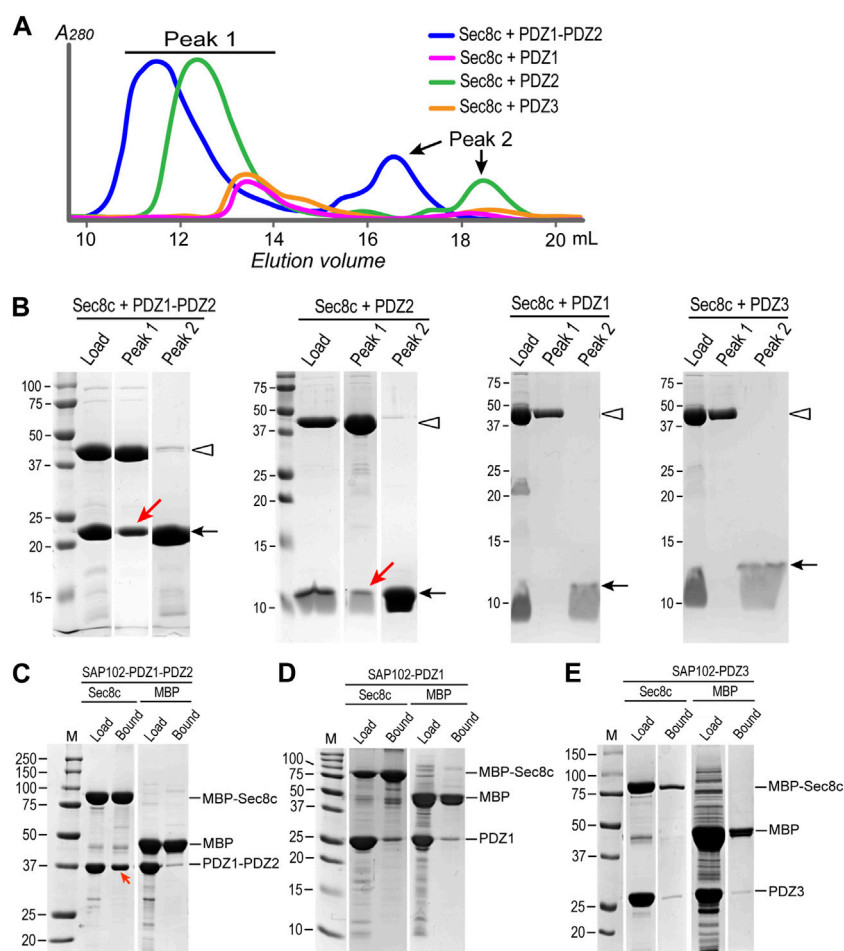 A
A280
Peak 1
Sec8c + PDZ1-PDZ2
Sec8c + PDZ1
Sec8c + PDZ2
Sec8c + PDZ3
Peak 2
10 12 14 16 18 20 mL
Elution volume
B
Sec8c + PDZ1-PDZ2
Load Peak 1 Peak 2
100
75
50
37
25
20
15
Sec8c + PDZ2
Load Peak 1 Peak 2
75
50
37
25
20
15
10
Sec8c + PDZ1
Load Peak 1 Peak 2
75
50
37
25
20
15
10
Sec8c + PDZ3
Load Peak 1 Peak 2
75
50
37
25
20
15
10
C
SAP102-PDZ1-PDZ2
Sec8c MBP
M Load Bound Load Bound
250
150
100
75
50
37
25
20
MBP-Sec8c
MBP
PDZ1-PDZ2
D
SAP102-PDZ1
Sec8c MBP
M Load Bound Load Bound
100
75
50
37
25
20
15
10
MBP-Sec8c
MBP
PDZ1
E
SAP102-PDZ3
Sec8c MBP
M Load Bound Load Bound
150
100
75
50
37
25
20
MBP-Sec8c
MBP
PDZ3